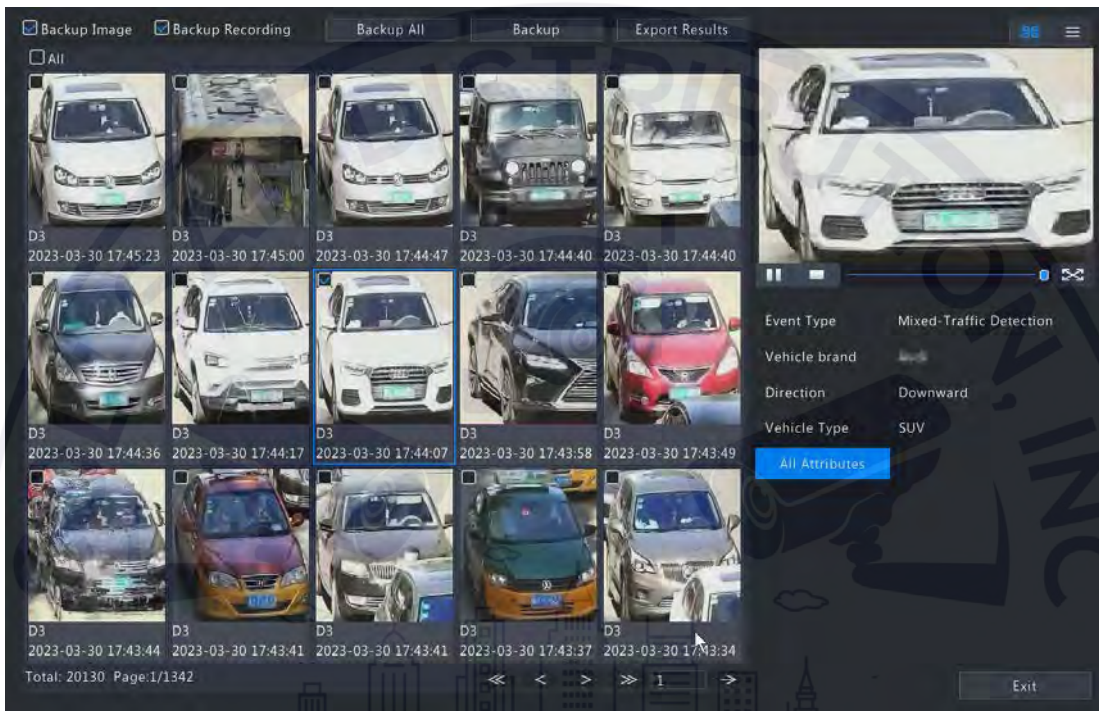 Backup Image Backup Recording Backup All Backup Export Results
All
D3 D3 D3 D3 D3
2023-03-30 17:45:23 2023-03-30 17:45:00 2023-03-30 17:44:47 2023-03-30 17:44:40 2023-03-30 17:44:40
D3 D3 D3 D3 D3
2023-03-30 17:44:36 2023-03-30 17:44:17 2023-03-30 17:44:07 2023-03-30 17:43:58 2023-03-30 17:43:49
D3 D3 D3 D3 D3
2023-03-30 17:43:44 2023-03-30 17:43:41 2023-03-30 17:43:41 2023-03-30 17:43:37 2023-03-30 17:43:34
Total: 20130 Page:1/1342
1
Event Type Mixed-Traffic Detection
Vehicle brand
Direction Downward
Vehicle Type SUV
All Attributes
Exit
DISTRIBUTION, INC